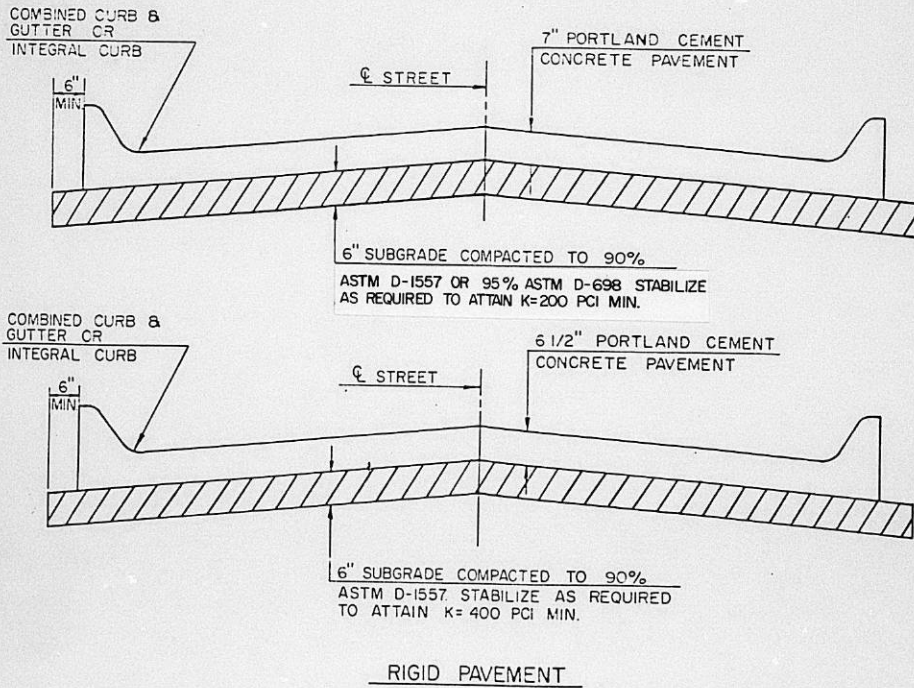 COMBINED CURB &
GUTTER CR
INTEGRAL CURB
6"
MIN.
℄ STREET
7" PORTLAND CEMENT
CONCRETE PAVEMENT
6" SUBGRADE COMPACTED TO 90%
ASTM D-1557 OR 95% ASTM D-698 STABILIZE
AS REQUIRED TO ATTAIN K=200 PCI MIN.
COMBINED CURB &
GUTTER CR
INTEGRAL CURB
6"
MIN.
℄ STREET
6 1/2" PORTLAND CEMENT
CONCRETE PAVEMENT
6" SUBGRADE COMPACTED TO 90%
ASTM D-1557. STABILIZE AS REQUIRED
TO ATTAIN K= 400 PCI MIN.
RIGID PAVEMENT